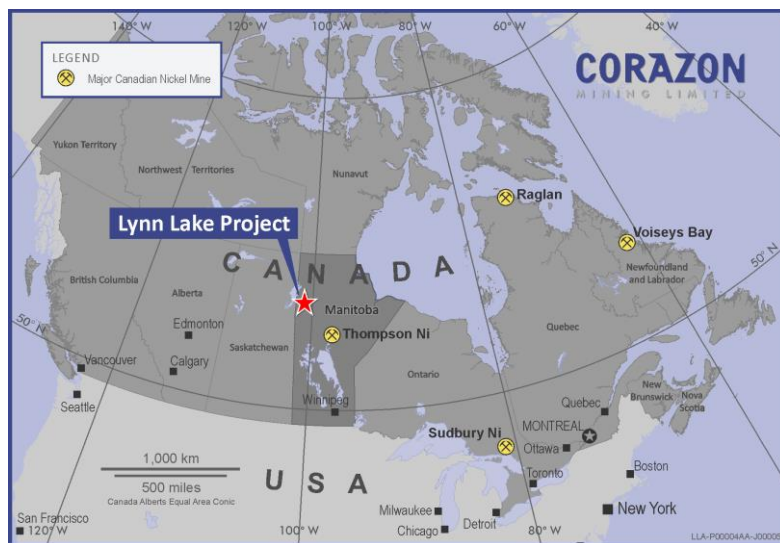 140° W
120° W
100° W
80° W
60° W
40° W
LEGEND
Major Canadian Nickel Mine
CORAZON
MINING LIMITED
Yukon Territory
Northwest Territories
Nunavut
Raglan
Lynn Lake Project
Voiseys Bay
CANADA
Newfoundland
and Labrador
British Columbia
Alberta
Manitoba
Edmonton
Thompson Ni
Quebec
50° N
50° N
Saskatchewan
Ontario
Vancouver
Calgary
Seattle
Winnipeg
New
Brunswick
Nova
Scotia
Quebec
MONTREAL
Sudbury Ni
Ottawa
1,000 km
500 miles
Canada Alberts Equal Area Conic
USA
Toronto
Boston
Milwaukee
Detroit
New York
San Francisco
120° W
100° W
Chicago
80° W